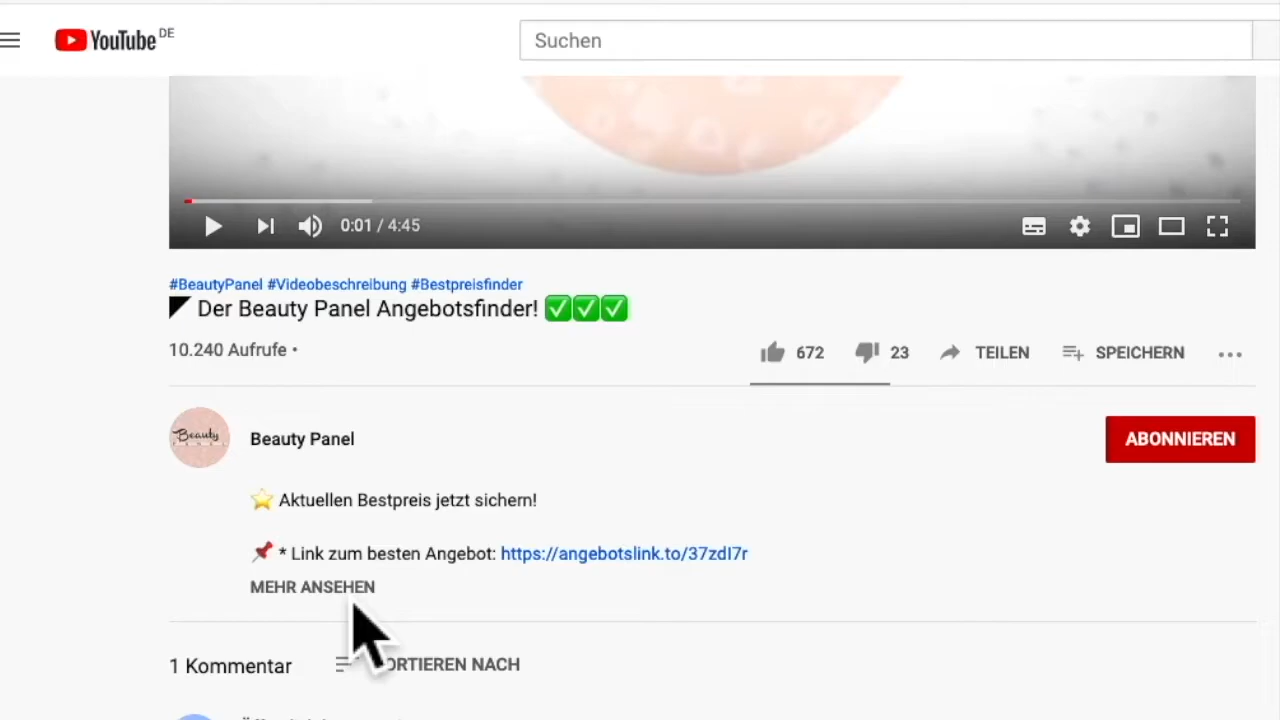 YouTube DE
Suchen
0:01 / 4:45
#BeautyPanel #Videobeschreibung #Bestpreisfinder
◤ Der Beauty Panel Angebotsfinder! ✅✅✅
10.240 Aufrufe •
672 23 TEILEN SPEICHERN
Beauty
Beauty Panel
ABONNIEREN
⭐ Aktuellen Bestpreis jetzt sichern!
📌 * Link zum besten Angebot: https://angebotslink.to/37zdI7r
MEHR ANSEHEN
1 Kommentar
ORTIEREN NACH